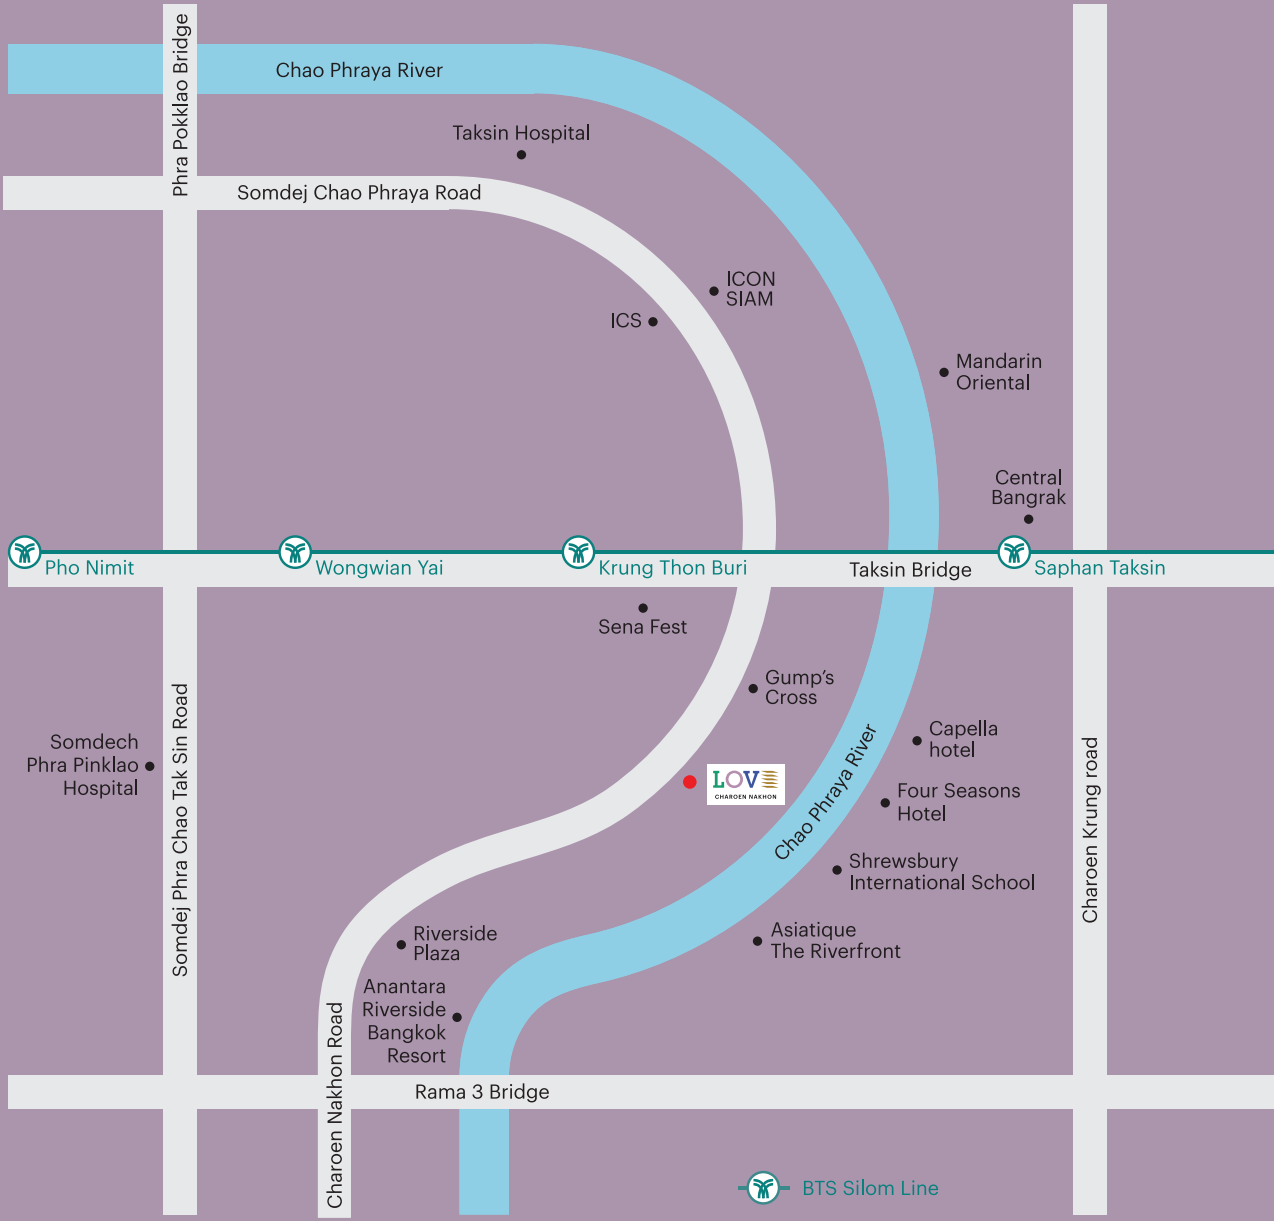 Phra Pokklao Bridge
Chao Phraya River
Taksin Hospital
Somdej Chao Phraya Road
ICON
SIAM
ICS
Mandarin
Oriental
Central
Bangrak
Pho Nimit
Wongwian Yai
Krung Thon Buri
Taksin Bridge
Saphan Taksin
Sena Fest
Gump’s
Cross
Somdech
Phra Pinklao
Hospital
Somdej Phra Chao Tak Sin Road
LOVE
CHAROEN NAKHON
Chao Phraya River
Capella
hotel
Four Seasons
Hotel
Charoen Krung road
Shrewsbury
International School
Riverside
Plaza
Asiatique
The Riverfront
Anantara
Riverside
Bangkok
Resort
Charoen Nakhon Road
Rama 3 Bridge
BTS Silom Line